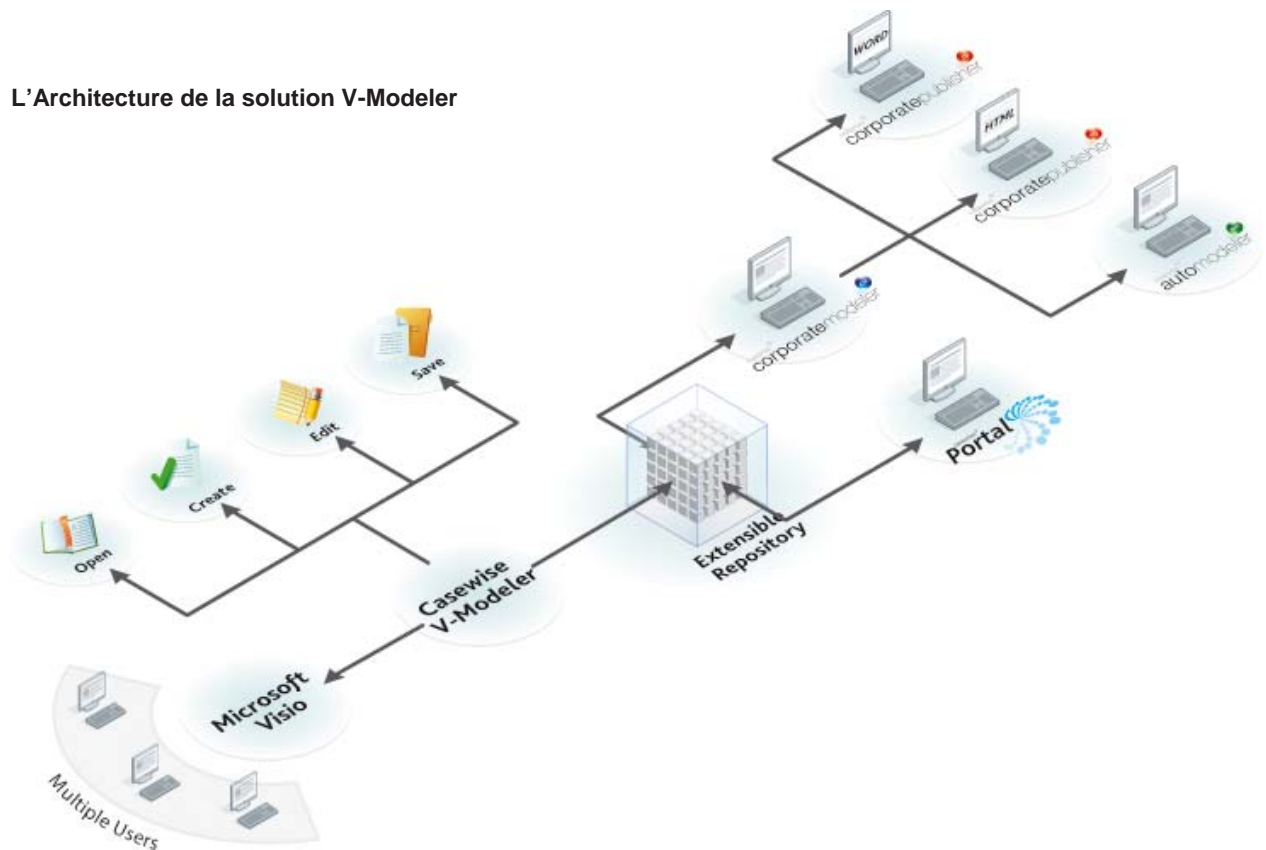 L'Architecture de la solution V-Modeler
WORD
corporatepublisher
HTML
corporatepublisher
automodeler
corporatemodeler
Portal
Save
Edit
Create
Open
Extensible
Repository
Casewise
V-Modeler
Microsoft
Visio
Multiple Users